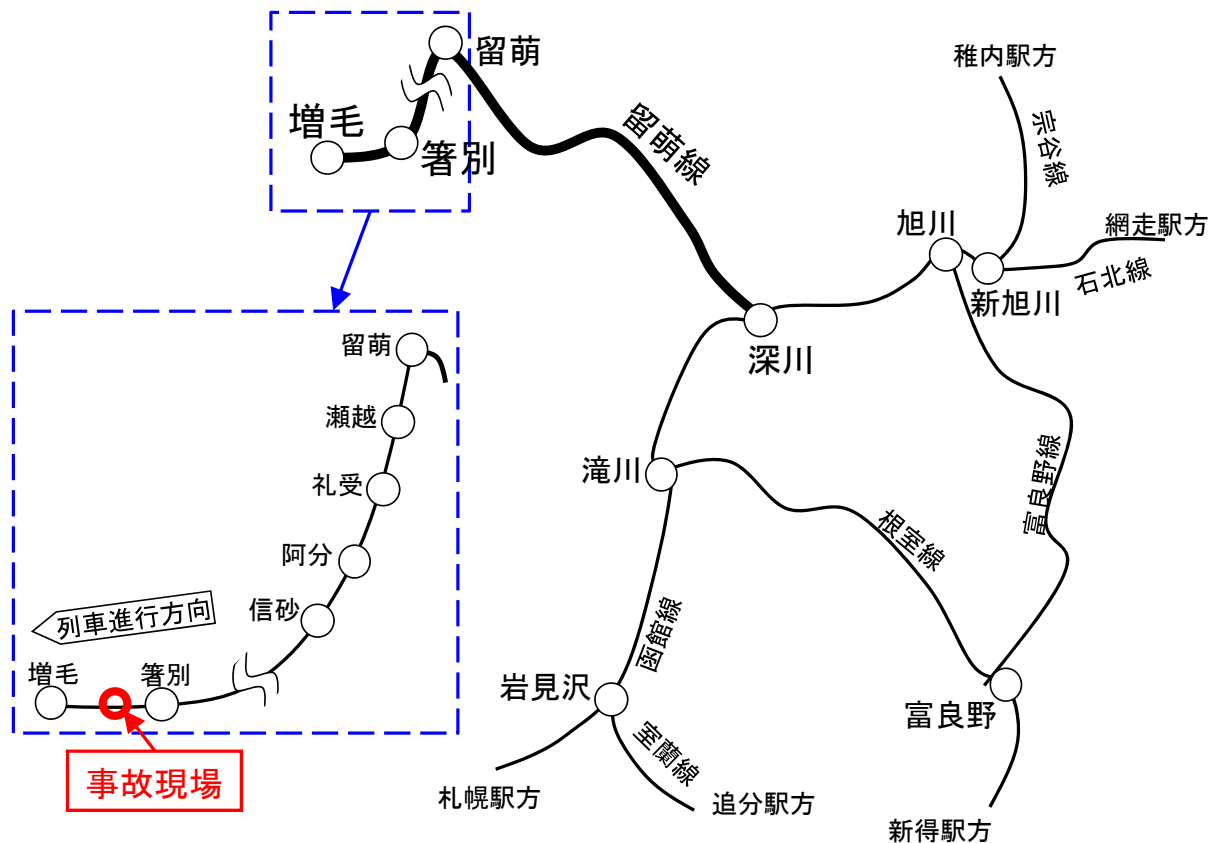 留萌
増毛
箸別
留萌線
稚内駅方
宗谷線
旭川
網走駅方
石北線
新旭川
深川
留萌
瀬越
礼受
阿分
信砂
列車進行方向
増毛
箸別
事故現場
滝川
根室線
富良野線
函館線
岩見沢
室蘭線
富良野
札幌駅方
追分駅方
新得駅方